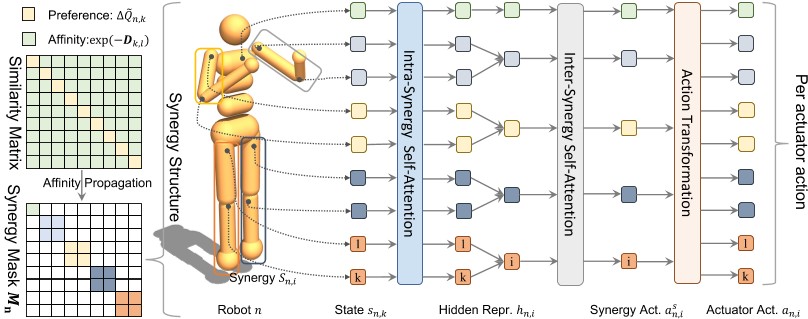 Preference: ΔQ̃ₙ,ₖ
Affinity:exp(−𝑫ₖ,ₗ)
Similarity Matrix
Affinity Propagation
Synergy Mask 𝑴ₙ
Synergy Structure
Synergy Sₙ,ᵢ
Robot n
Intra-Synergy Self-Attention
Inter-Synergy Self-Attention
Action Transformation
Per actuator action
l
k
l
k
i
i
l
k
State sₙ,ₖ
Hidden Repr. hₙ,ᵢ
Synergy Act. aˢₙ,ᵢ
Actuator Act. aₙ,ᵢ